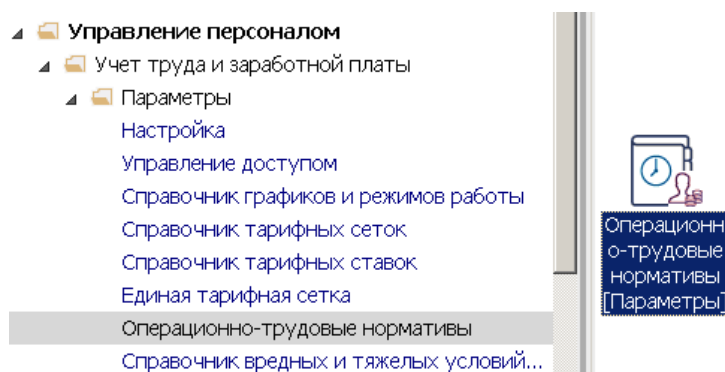 Управление персоналом
Учет труда и заработной платы
Параметры
Настройка
Управление доступом
Справочник графиков и режимов работы
Справочник тарифных сеток
Справочник тарифных ставок
Единая тарифная сетка
Операционно-трудовые нормативы
Справочник вредных и тяжелых условий...
Операционн
о-трудовые
нормативы
[Параметры]